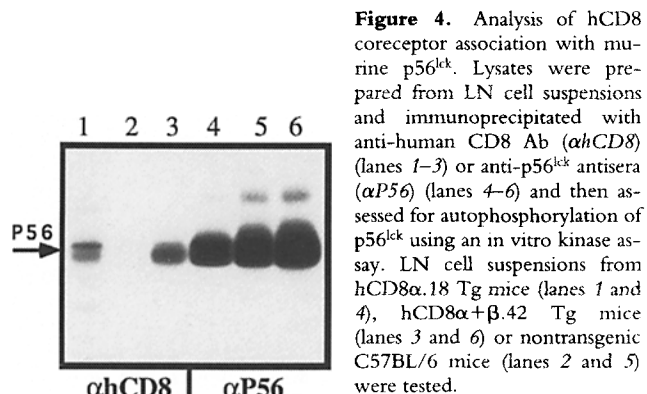 1 2 3 4 5 6
P56
αhCD8 αP56
Figure 4. Analysis of hCD8
coreceptor association with mu-
rine p56lck. Lysates were pre-
pared from LN cell suspensions
and immunoprecipitated with
anti-human CD8 Ab (αhCD8)
(lanes 1–3) or anti-p56lck antisera
(αP56) (lanes 4–6) and then as-
sessed for autophosphorylation of
p56lck using an in vitro kinase as-
say. LN cell suspensions from
hCD8α.18 Tg mice (lanes 1 and
4), hCD8α+β.42 Tg mice
(lanes 3 and 6) or nontransgenic
C57BL/6 mice (lanes 2 and 5)
were tested.